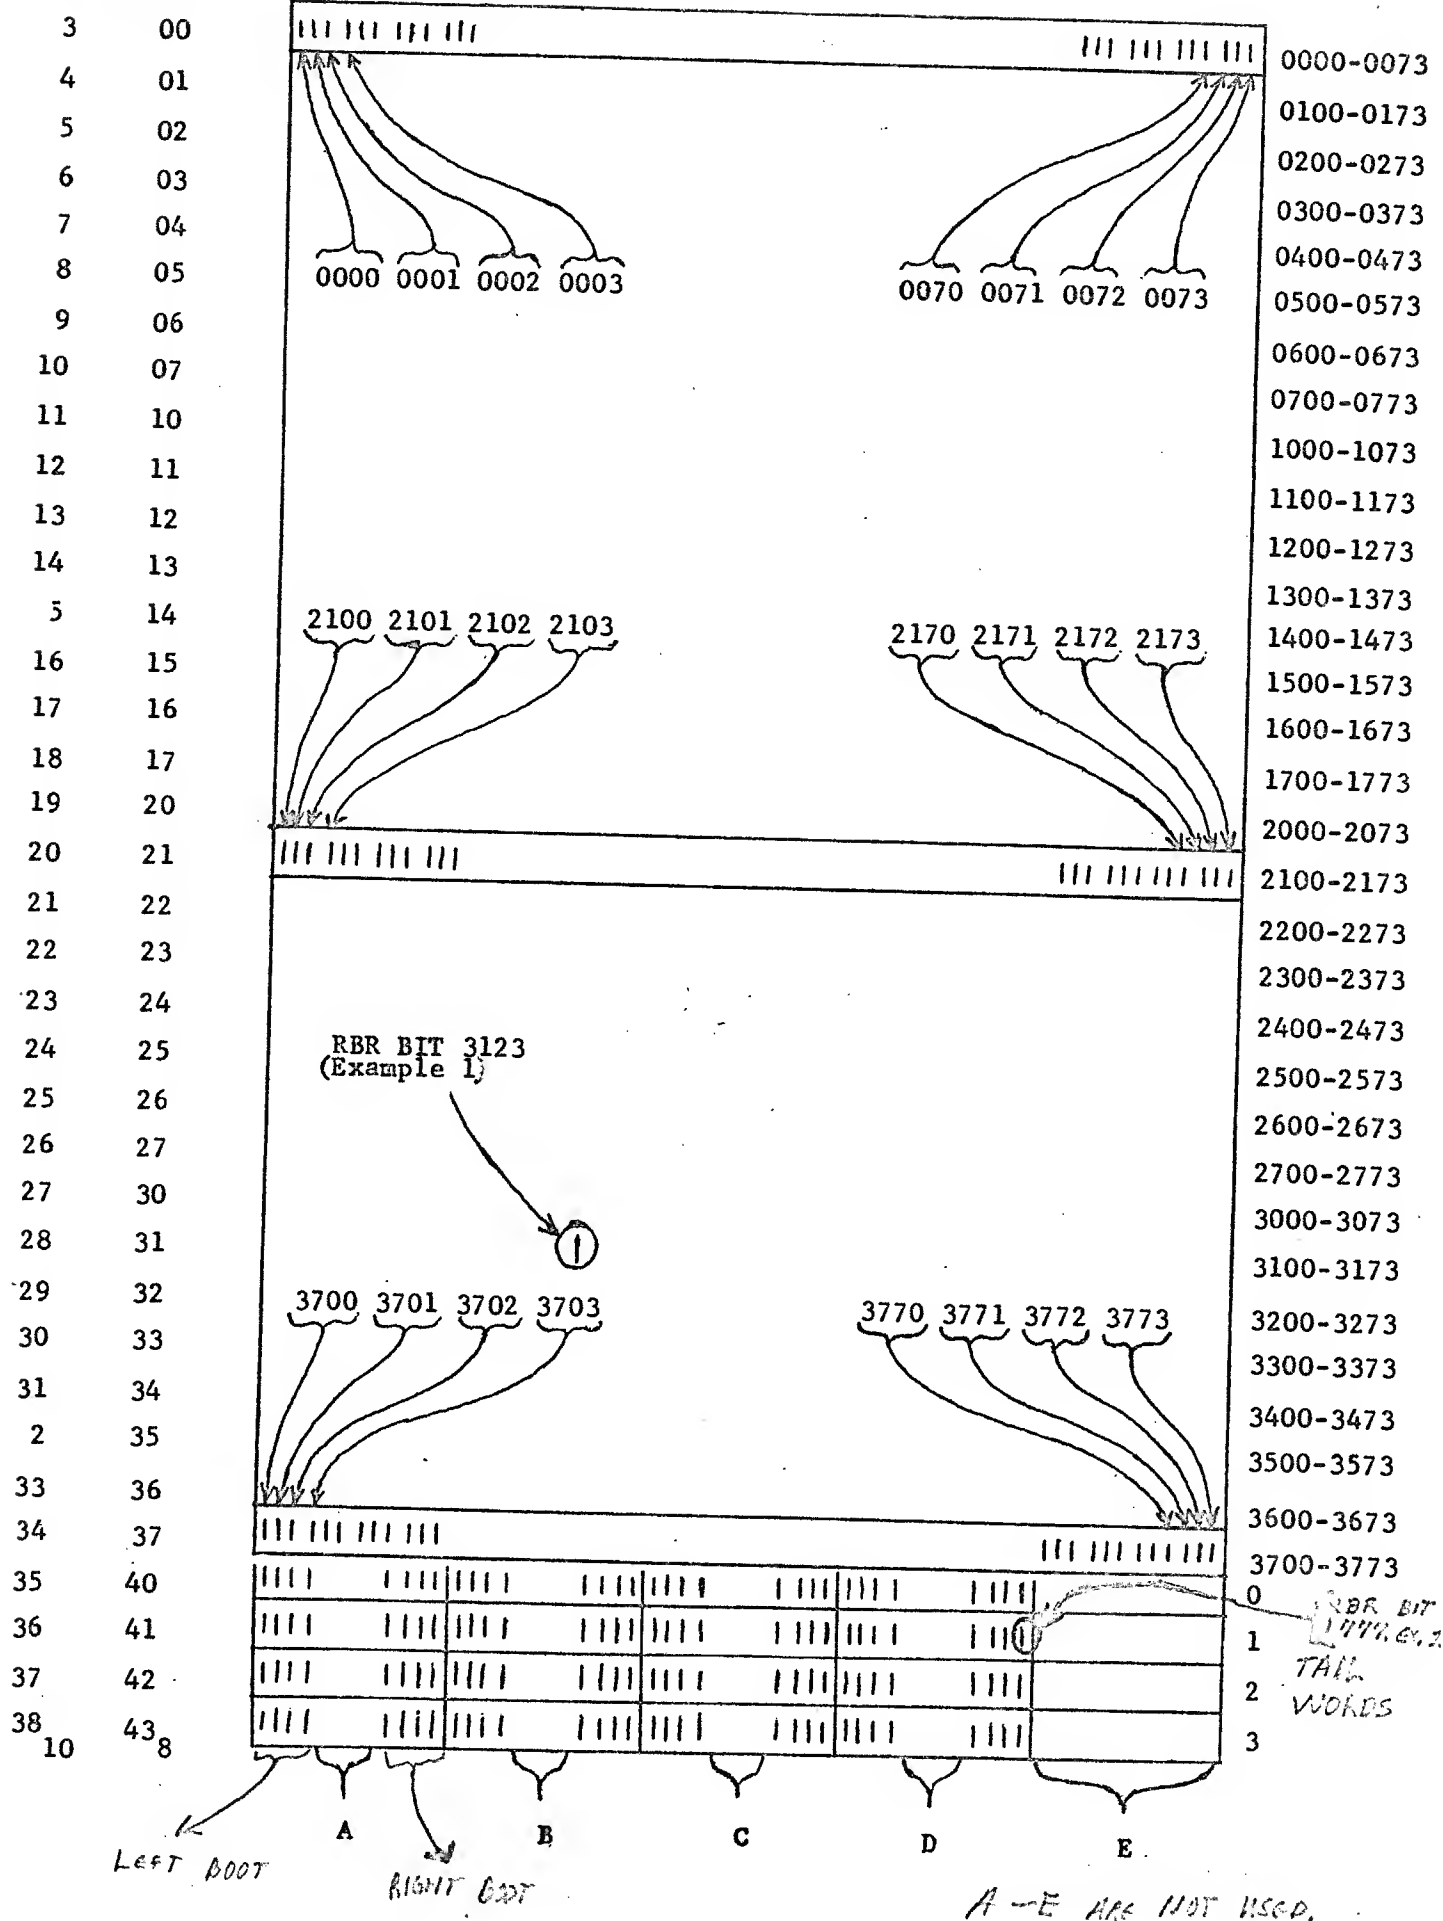 3 00 0000-0073
4 01 0100-0173
5 02 0200-0273
6 03 0300-0373
7 04 0400-0473
8 05 0000 0001 0002 0003 0070 0071 0072 0073 0500-0573
9 06 0600-0673
10 07 0700-0773
11 10 1000-1073
12 11 1100-1173
13 12 1200-1273
14 13 1300-1373
5 14 2100 2101 2102 2103 2170 2171 2172 2173 1400-1473
16 15 1500-1573
17 16 1600-1673
18 17 1700-1773
19 20 2000-2073
20 21 2100-2173
21 22 2200-2273
22 23 2300-2373
23 24 2400-2473
24 25 RBR BIT 3123 2500-2573
(Example 1)
25 26 2600-2673
26 27 2700-2773
27 30 3000-3073
28 31 3100-3173
29 32 3700 3701 3702 3703 3770 3771 3772 3773 3200-3273
30 33 3300-3373
31 34 3400-3473
2 35 3500-3573
33 36 3600-3673
34 37 3700-3773
35 40 0
RBR BIT
36 41 1
TAIL
37 42 2 WORDS
38 10 43 8 3
A B C D E
LEFT BOOT RIGHT BOOT
A-E ARE NOT USED.